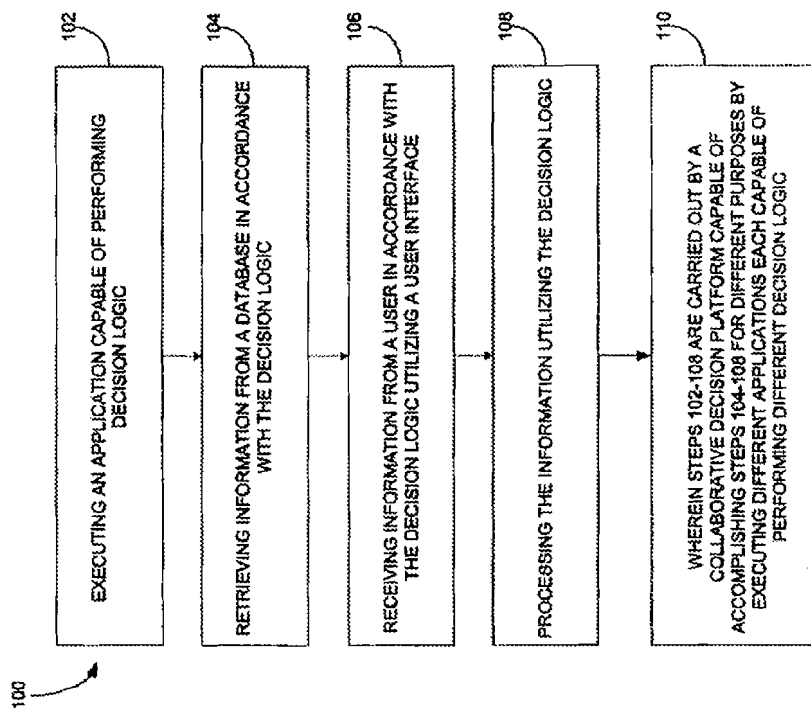 100
102
EXECUTING AN APPLICATION CAPABLE OF PERFORMING
DECISION LOGIC
104
RETRIEVING INFORMATION FROM A DATABASE IN ACCORDANCE
WITH THE DECISION LOGIC
106
RECEIVING INFORMATION FROM A USER IN ACCORDANCE WITH
THE DECISION LOGIC UTILIZING A USER INTERFACE
108
PROCESSING THE INFORMATION UTILIZING THE DECISION LOGIC
110
WHEREIN STEPS 102-108 ARE CARRIED OUT BY A
COLLABORATIVE DECISION PLATFORM CAPABLE OF
ACCOMPLISHING STEPS 104-108 FOR DIFFERENT PURPOSES BY
EXECUTING DIFFERENT APPLICATIONS EACH CAPABLE OF
PERFORMING DIFFERENT DECISION LOGIC